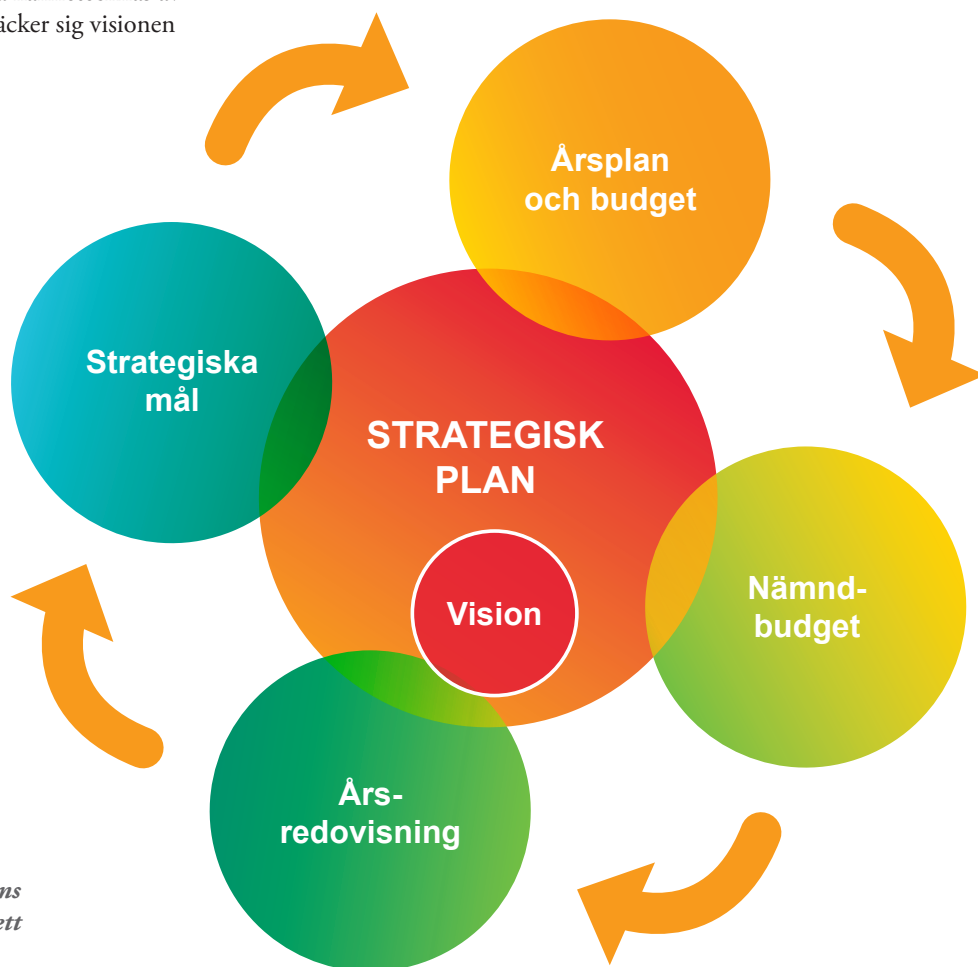 äcker sig visionen
Årsplan
och budget
Strategiska
mål
STRATEGISK
PLAN
Nämnd-
budget
Vision
Års-
redovisning
ns
ett